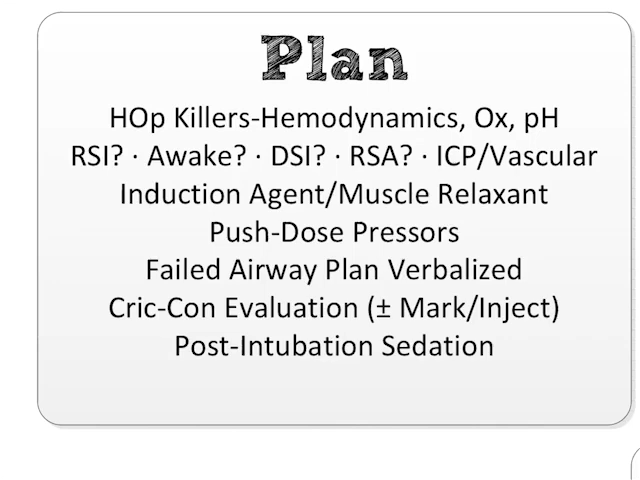 Plan
HOp Killers-Hemodynamics, Ox, pH
RSI? · Awake? · DSI? · RSA? · ICP/Vascular
Induction Agent/Muscle Relaxant
Push-Dose Pressors
Failed Airway Plan Verbalized
Cric-Con Evaluation (± Mark/Inject)
Post-Intubation Sedation